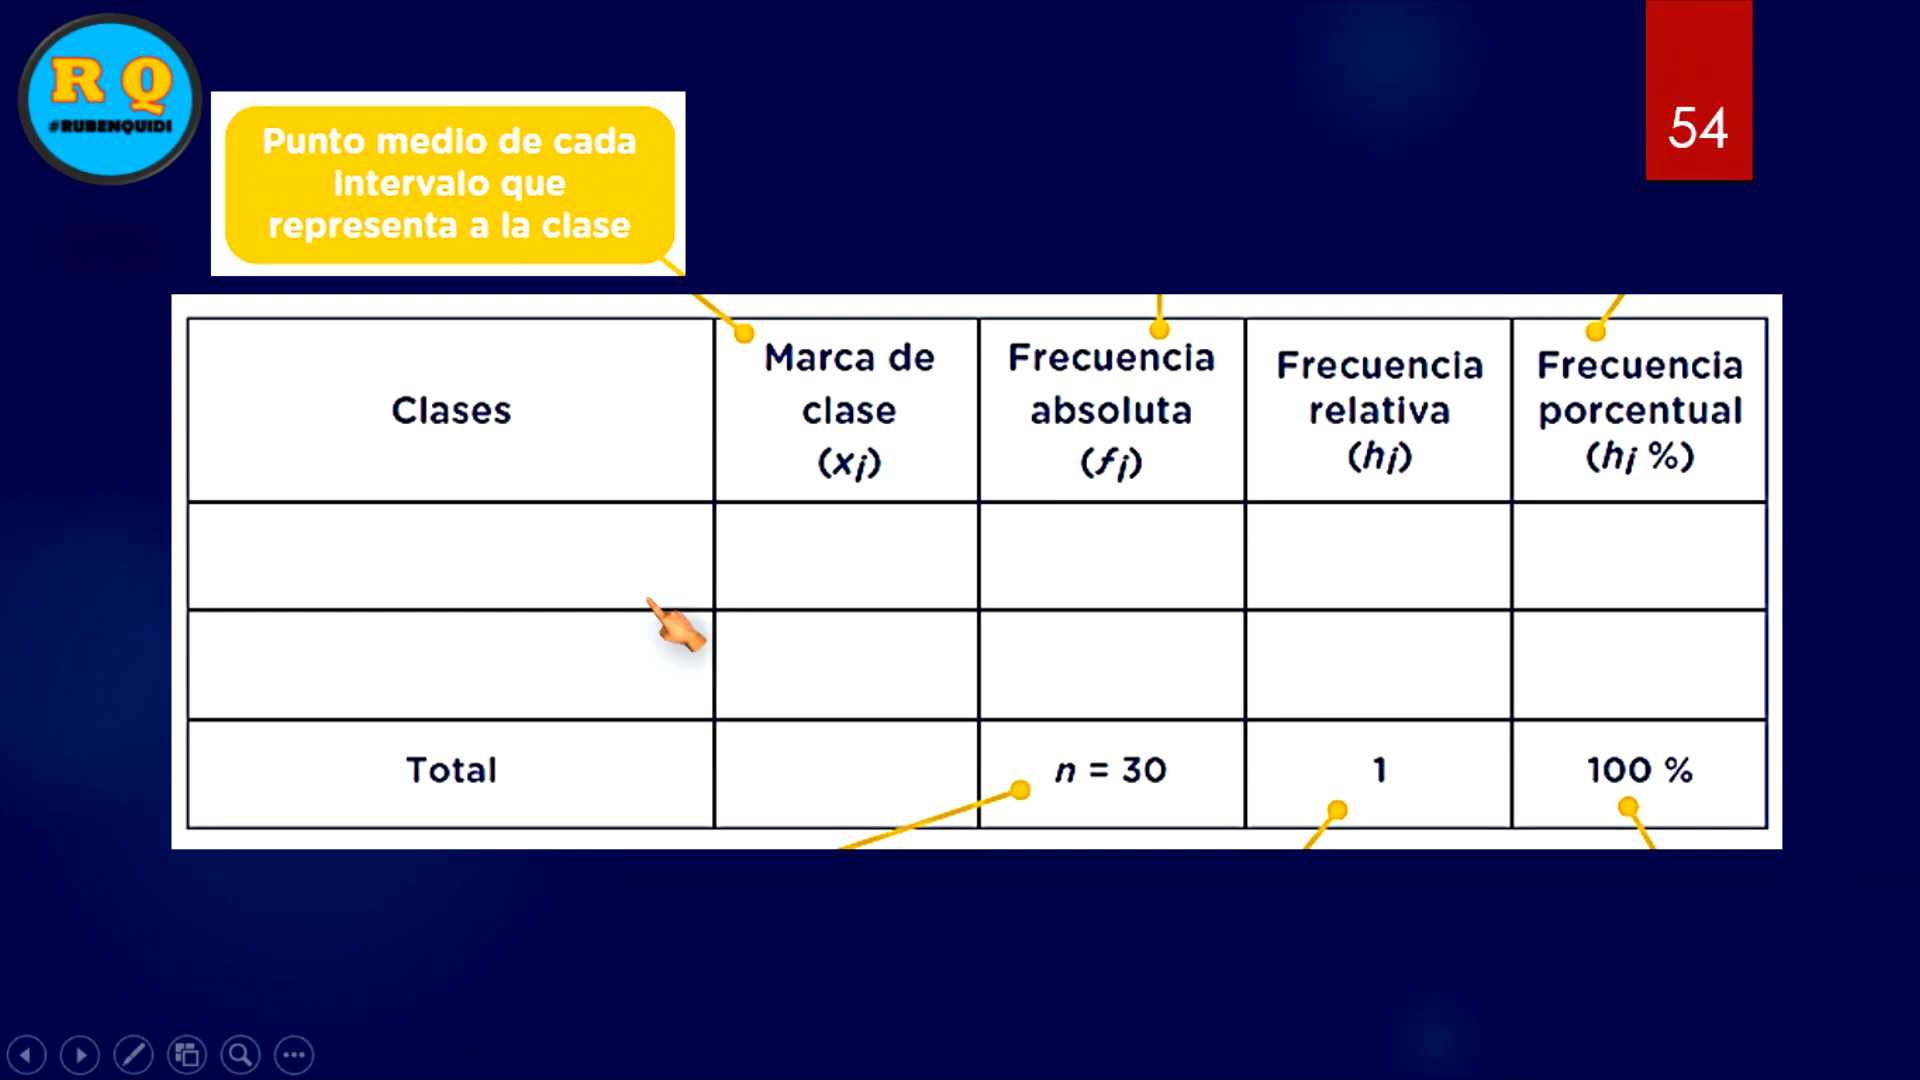 R Q
#RUBENQUIDI
Punto medio de cada
intervalo que
representa a la clase
54
Clases
Marca de
clase
(xi)
Frecuencia
absoluta
(fi)
Frecuencia
relativa
(hi)
Frecuencia
porcentual
(hi %)
Total
n = 30
1
100 %